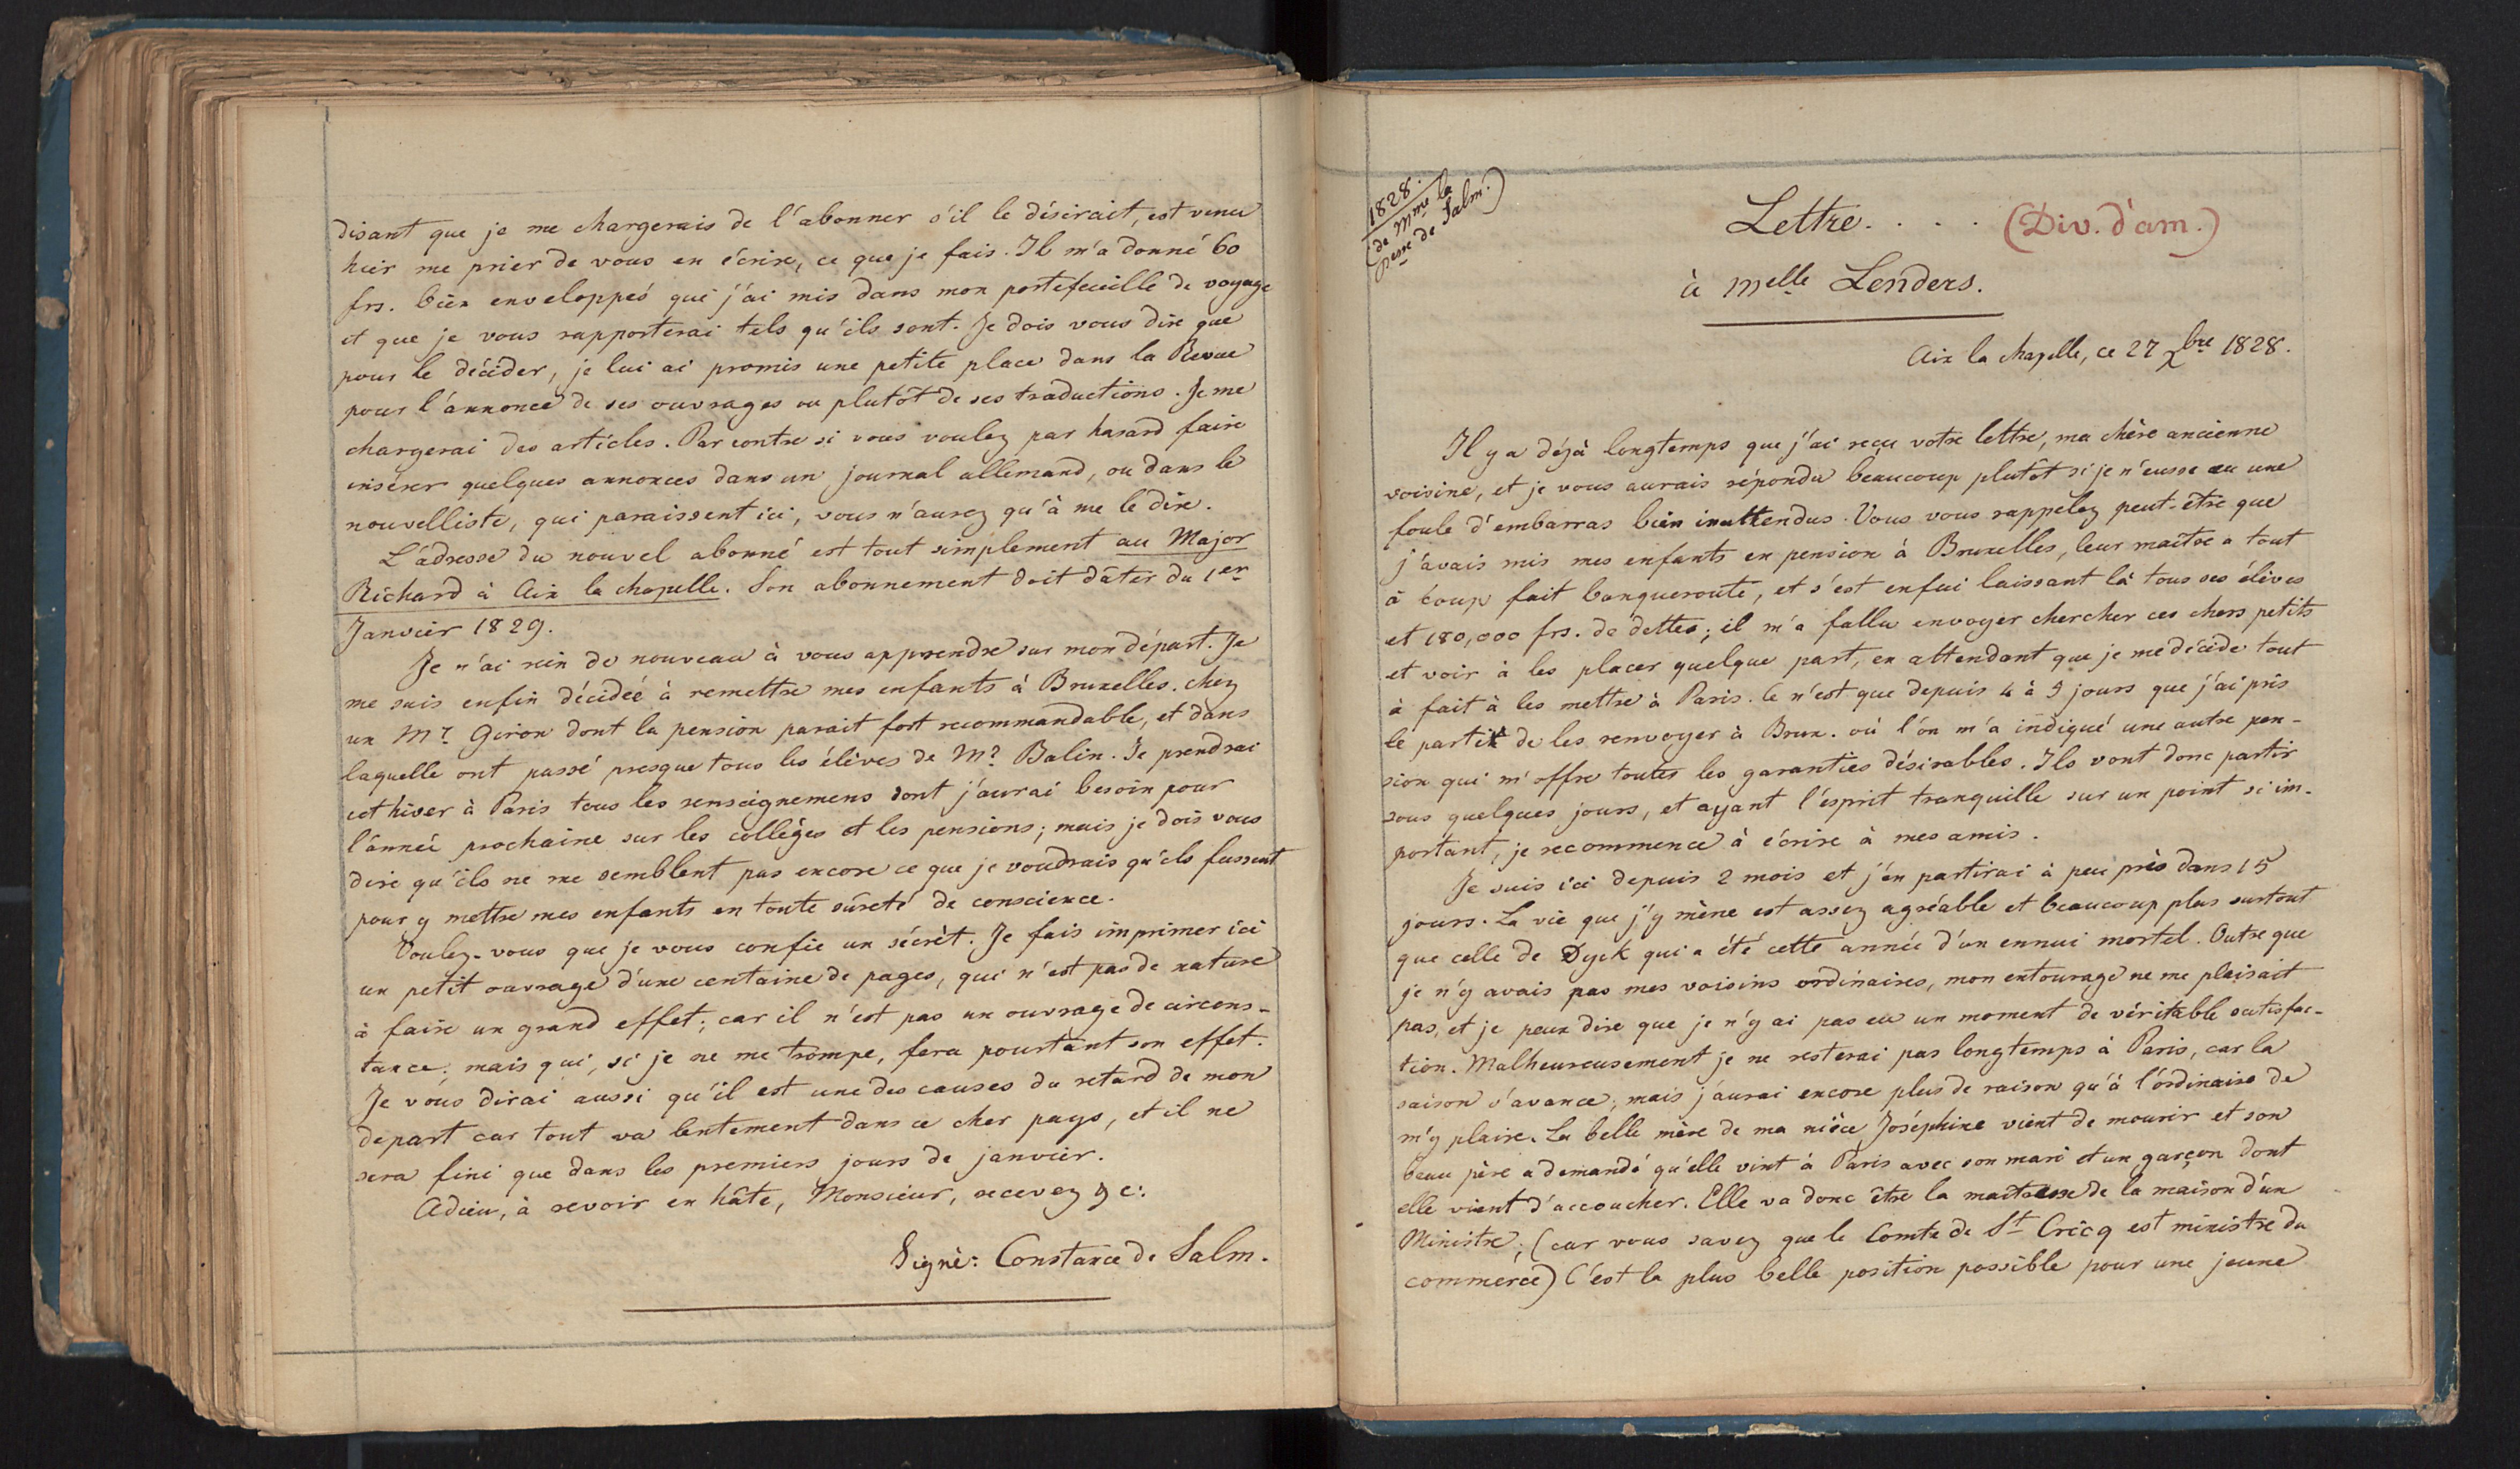 disant que je me chargerais de l'abonner s'il le désirait, est venu
hier me prier de vous en écrire, ce que je fais. Il m'a donné 60
frs. bien enveloppés que j'ai mis dans mon portefeuille de voyage
et que je vous rapporterai tels qu'ils sont. Je dois vous dire que
pour le décider, je lui ai promis une petite place dans la Revue
pour l'annonce de ses ouvrages ou plutôt de ses traductions. Je me
chargerai des articles. Par contre si vous voulez par hasard faire
insérer quelques annonces dans un journal allemand, ou dans le
nouvelliste, qui paraissent ici, vous n'aurez qu'à me le dire.
L'adresse du nouvel abonné est tout simplement au Major
Richard à Aix la chapelle. Son abonnement doit dâter du 1er
Janvier 1829.
Je n'ai rien de nouveau à vous apprendre sur mon départ. Je
me suis enfin décidée à remettre mes enfants à Bruxelles. chez
un Mr. Giron dont la pension parait fort recommandable, et dans
laquelle ont passé presque tous les élèves de Mr. Balin. Je prendrai
cet hiver à Paris tous les renseignemens dont j'aurai besoin pour
l'année prochaine sur les collèges et les pensions; mais je dois vous
dire qu'ils ne me semblent pas encore ce que je voudrais qu'ils fussent
pour y mettre mes enfants en toute sûreté de conscience.
Voulez-vous que je vous confie un sécrèt. Je fais imprimer ici
un petit ouvrage d'une centaine de pages, qui n'est pas de nature
à faire un grand effet; car il n'est pas un ouvrage de circons-
tance; mais qui, si je ne me trompe, fera pourtant son effet.
Je vous dirai aussi qu'il est une des causes du retard de mon
depart car tout va lentement dans ce cher pays, et il ne
sera fini que dans les premiers jours de janvier.
Adieu, à revoir en hâte, Monsieur, recevez &c:
Signé: Constance de Salm.
1828.
(de Mme la
Pesse de Salm.)
Lettre. . . . (Div. d'am.)
à Melle Lenders.
Aix la chapelle, ce 27 Xbre 1828.
Il y a déjà longtemps que j'ai reçu votre lettre, ma chère ancienne
voisine, et je vous aurais répondu beaucoup plutôt si je n'eusse eu une
foule d'embarras bien inattendus. Vous vous rappelez peut-être que
j'avais mis mes enfants en pension à Bruxelles, leur maître a tout
à coup fait banqueroute, et s'est enfui laissant là tous ses élèves
et 180,000 frs. de dettes; il m'a fallu envoyer chercher ces chers petits
et voir à les placer quelque part, en attendant que je me décide tout
à fait à les mettre à Paris. Ce n'est que depuis 4 à 5 jours que j'ai pris
le parti de les renvoyer à Brux. où l'on m'a indiqué une autre pen-
sion qui m'offre toutes les garanties désirables. Ils vont donc partir
sous quelques jours, et ayant l'esprit tranquille sur un point si im-
portant, je recommence à écrire à mes amis.
Je suis ici depuis 2 mois et j'en partirai à peu près dans 15
jours. La vie que j'y mène est assez agréable et beaucoup plus surtout
que celle de Dyck qui a été cette année d'un ennui mortel. Outre que
je n'y avais pas mes voisins ordinaires, mon entourage ne me plaisait
pas, et je peux dire que je n'y ai pas eu un moment de véritable satisfac-
tion. Malheureusement je ne resterai pas longtemps à Paris, car la
saison s'avance; mais j'aurai encore plus de raison qu'à l'ordinaire de
m'y plaire. La belle mère de ma nièce Joséphine vient de mourir et son
beau père a demandé qu'elle vint à Paris avec son mari et un garçon dont
elle vient d'accoucher. Elle va donc être la maîtresse de la maison d'un
Ministre; (car vous savez que le Comte de St Cricq est ministre du
commerce) C'est la plus belle position possible pour une jeune